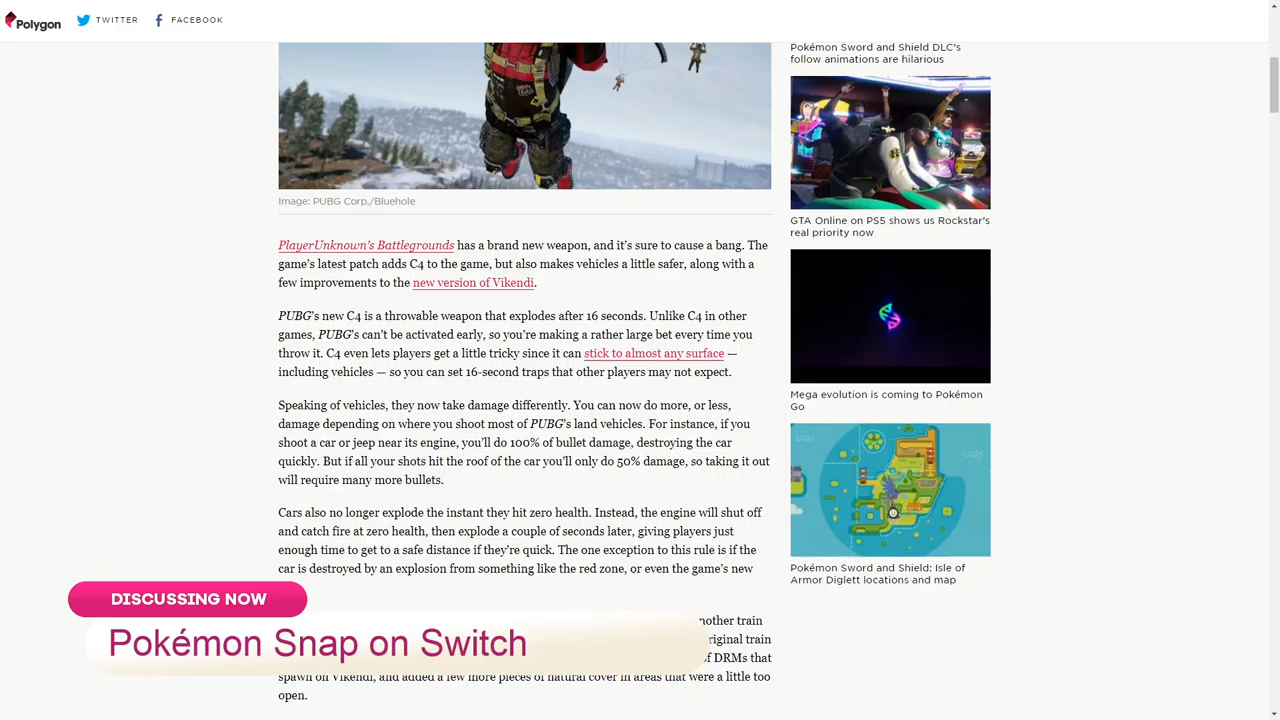 Polygon
TWITTER
FACEBOOK
Pokémon Sword and Shield DLC's
follow animations are hilarious
GTA Online on PS5 shows us Rockstar's
real priority now
Mega evolution is coming to Pokémon
Go
Pokémon Sword and Shield: Isle of
Armor Diglett locations and map
Image: PUBG Corp./Bluehole
PlayerUnknown's Battlegrounds has a brand new weapon, and it's sure to cause a bang. The
game's latest patch adds C4 to the game, but also makes vehicles a little safer, along with a
few improvements to the new version of Vikendi.
PUBG's new C4 is a throwable weapon that explodes after 16 seconds. Unlike C4 in other
games, PUBG's can't be activated early, so you're making a rather large bet every time you
throw it. C4 even lets players get a little tricky since it can stick to almost any surface —
including vehicles — so you can set 16-second traps that other players may not expect.
Speaking of vehicles, they now take damage differently. You can now do more, or less,
damage depending on where you shoot most of PUBG's land vehicles. For instance, if you
shoot a car or jeep near its engine, you'll do 100% of bullet damage, destroying the car
quickly. But if all your shots hit the roof of the car you'll only do 50% damage, so taking it out
will require many more bullets.
Cars also no longer explode the instant they hit zero health. Instead, the engine will shut off
and catch fire at zero health, then explode a couple of seconds later, giving players just
enough time to get to a safe distance if they're quick. The one exception to this rule is if the
car is destroyed by an explosion from something like the red zone, or even the game's new
DISCUSSING NOW
Pokémon Snap on Switch
train
train
of DRMs that
spawn on Vikendi, and added a few more pieces of natural cover in areas that were a little too
open.